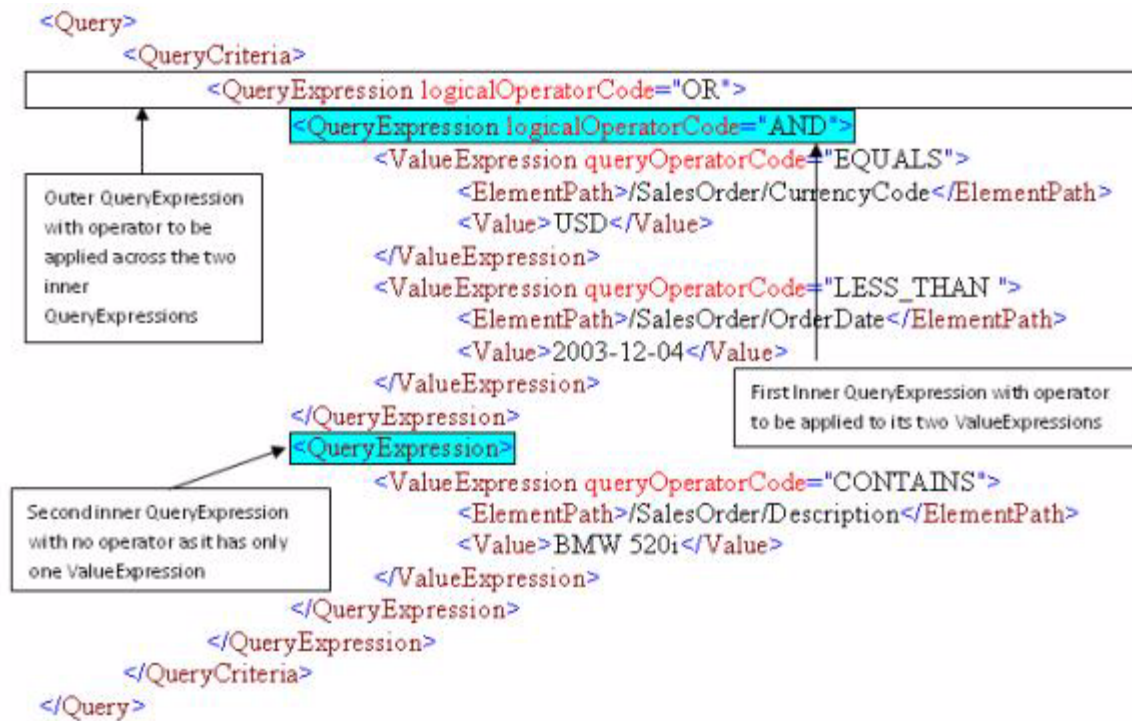 <Query>
<QueryCriteria>
<QueryExpression logicalOperatorCode="OR">
<QueryExpression logicalOperatorCode="AND">
<ValueExpression queryOperatorCode="EQUALS">
<ElementPath>/SalesOrder/CurrencyCode</ElementPath>
<Value>USD</Value>
</ValueExpression>
<ValueExpression queryOperatorCode="LESS_THAN ">
<ElementPath>/SalesOrder/OrderDate</ElementPath>
<Value>2003-12-04</Value>
</ValueExpression>
</QueryExpression>
<QueryExpression>
<ValueExpression queryOperatorCode="CONTAINS">
<ElementPath>/SalesOrder/Description</ElementPath>
<Value>BMW 520i</Value>
</ValueExpression>
</QueryExpression>
</QueryExpression>
</QueryCriteria>
</Query>
Outer QueryExpression
with operator to be
applied across the two
inner
QueryExpressions
First Inner QueryExpression with operator
to be applied to its two ValueExpressions
Second inner QueryExpression
with no operator as it has only
one ValueExpression